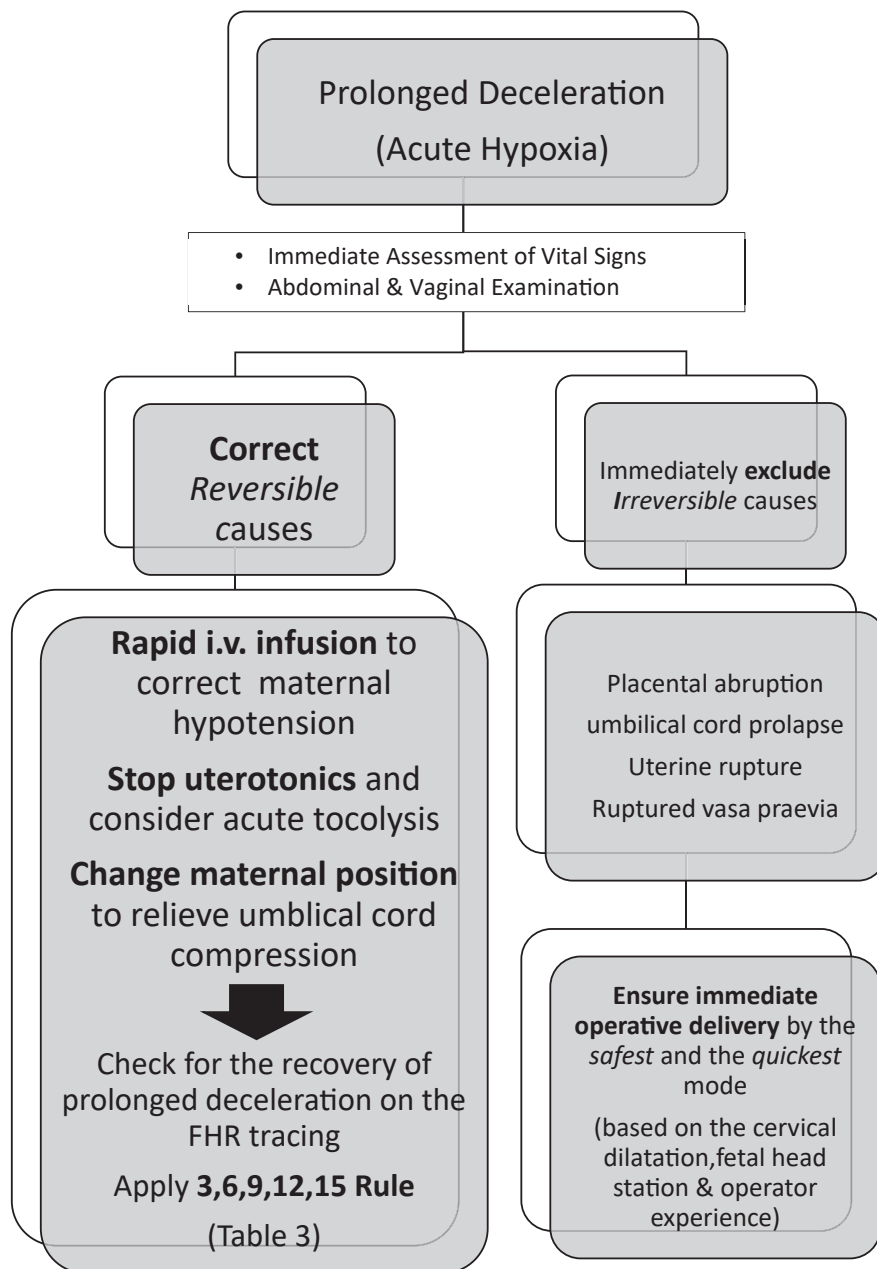 Prolonged Deceleration
(Acute Hypoxia)
• Immediate Assessment of Vital Signs
• Abdominal & Vaginal Examination
Correct
Reversible
causes
Rapid i.v. infusion to
correct maternal
hypotension
Stop uterotonics and
consider acute tocolysis
Change maternal position
to relieve umblical cord
compression
Check for the recovery of
prolonged deceleration on the
FHR tracing
Apply 3,6,9,12,15 Rule
(Table 3)
Immediately exclude
Irreversible causes
Placental abruption
umbilical cord prolapse
Uterine rupture
Ruptured vasa praevia
Ensure immediate
operative delivery by the
safest and the quickest
mode
(based on the cervical
dilatation,fetal head
station & operator
experience)